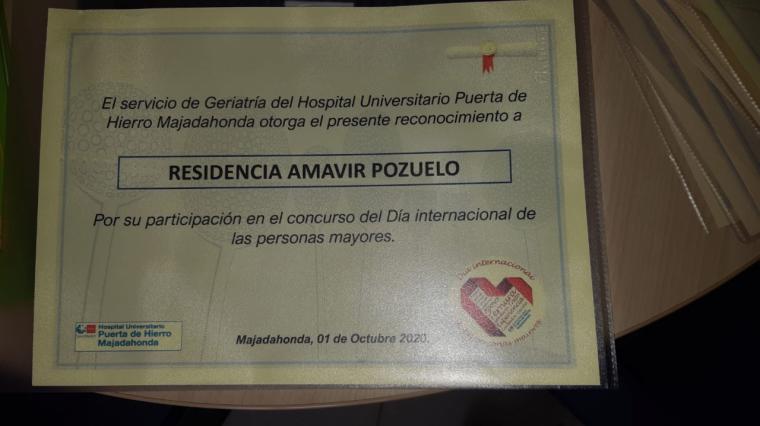 El servicio de Geriatría del Hospital Universitario Puerta de
Hierro Majadahonda otorga el presente reconocimiento a
RESIDENCIA AMAVIR POZUELO
Por su participación en el concurso del Día internacional de
las personas mayores.
Día internacional
Hospital Universitario
Puerta de Hierro
Majadahonda
Majadahonda, 01 de Octubre 2020.